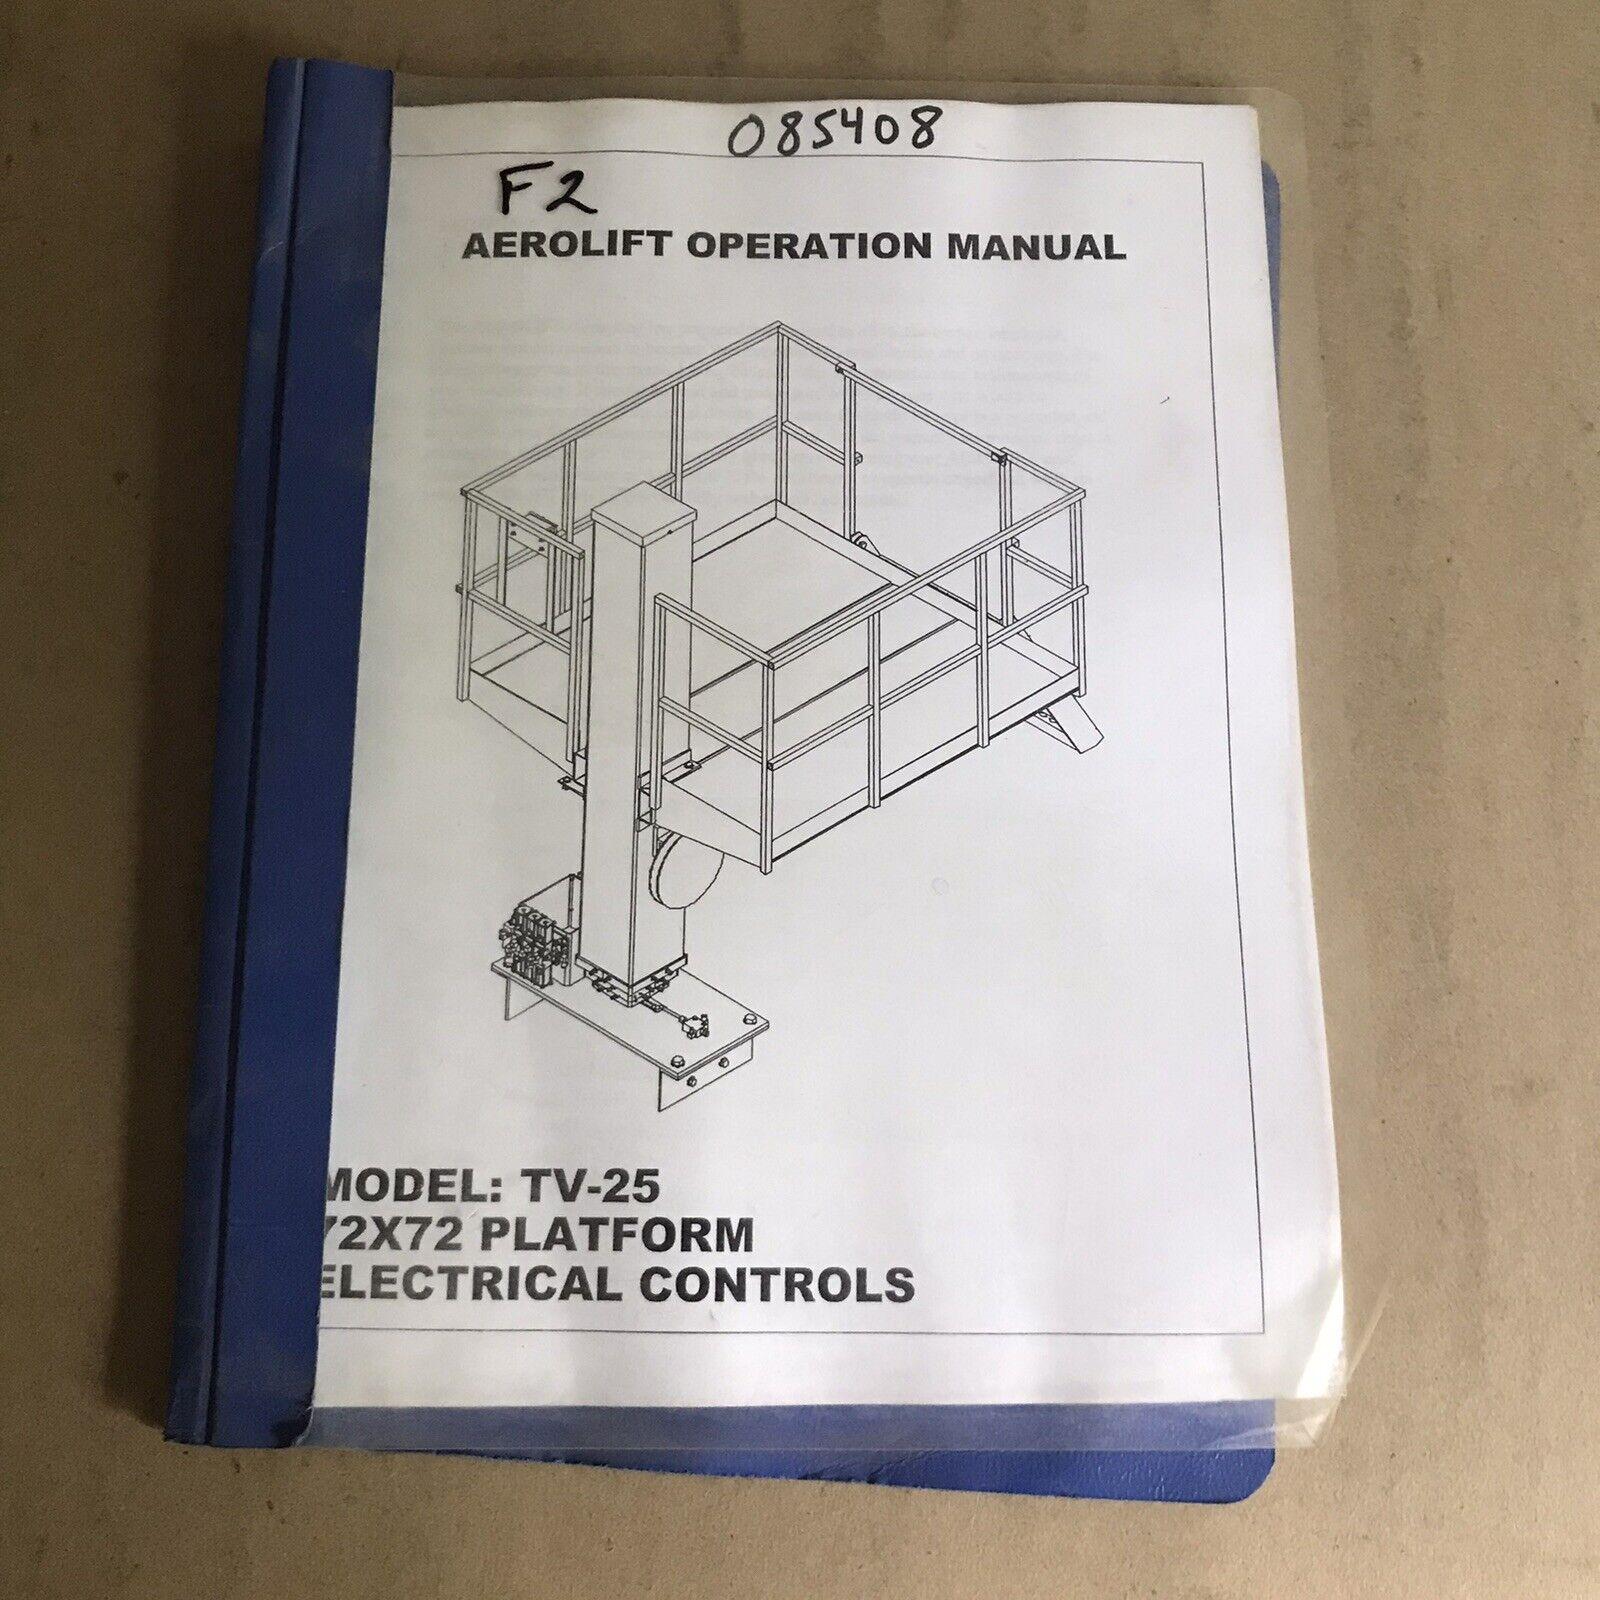 085408
F2
AEROLIFT OPERATION MANUAL
MODEL: TV-25
72X72 PLATFORM
ELECTRICAL CONTROLS